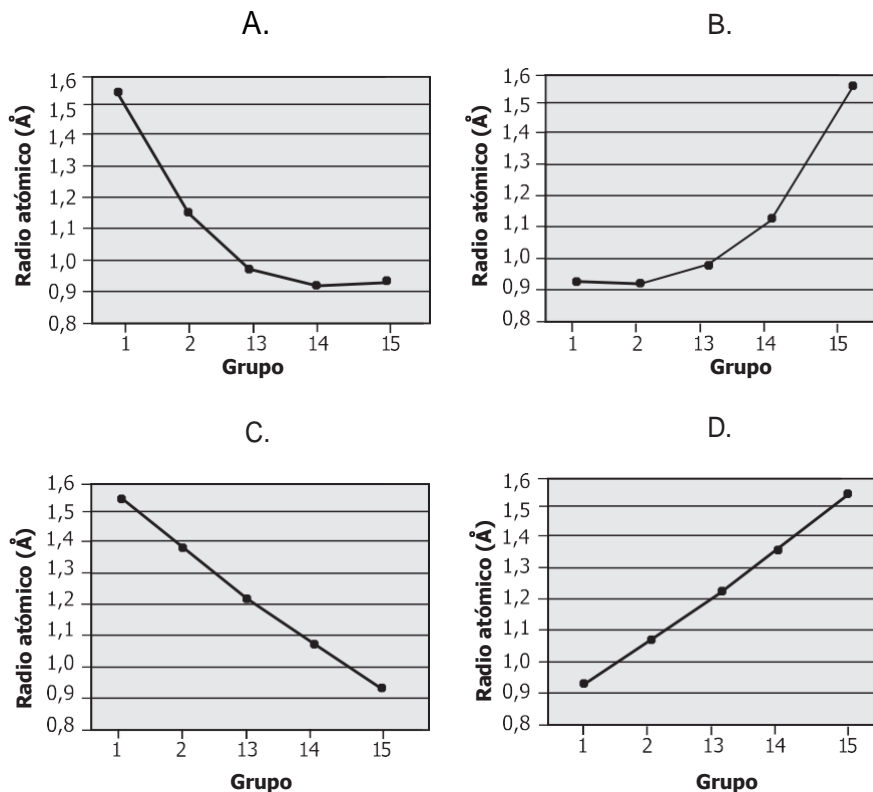 A.
Radio atómico (Å)
1,6
1,5
1,4
1,3
1,2
1,1
1,0
0,9
0,8
1 2 13 14 15
Grupo
B.
Radio atómico (Å)
1,6
1,5
1,4
1,3
1,2
1,1
1,0
0,9
0,8
1 2 13 14 15
Grupo
C.
Radio atómico (Å)
1,6
1,5
1,4
1,3
1,2
1,1
1,0
0,9
0,8
1 2 13 14 15
Grupo
D.
Radio atómico (Å)
1,6
1,5
1,4
1,3
1,2
1,1
1,0
0,9
0,8
1 2 13 14 15
Grupo